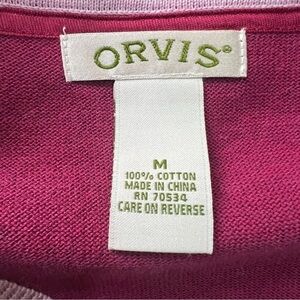 ORVIS®
M
100% COTTON
MADE IN CHINA
RN 70534
CARE ON REVERSE